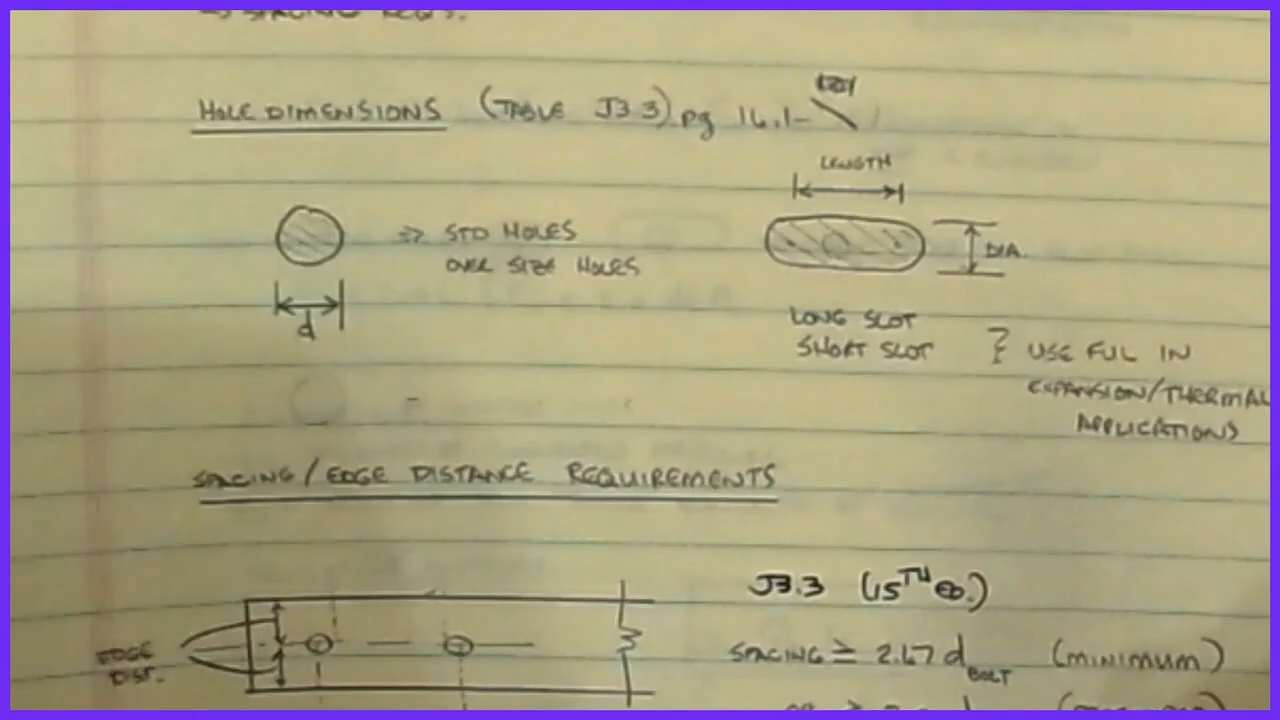 HOLE DIMENSIONS (TABLE J3.3) pg 16.1-
LENGTH
⇒ STD HOLES
OVER SIZE HOLES
DIA.
d
LONG SLOT
SHORT SLOT
} USEFUL IN
EXPANSION/THERMAL
APPLICATIONS
SPACING/EDGE DISTANCE REQUIREMENTS
J3.3 (15TH ED.)
EDGE
DIST.
SPACING ≥ 2.67 d BOLT (MINIMUM)